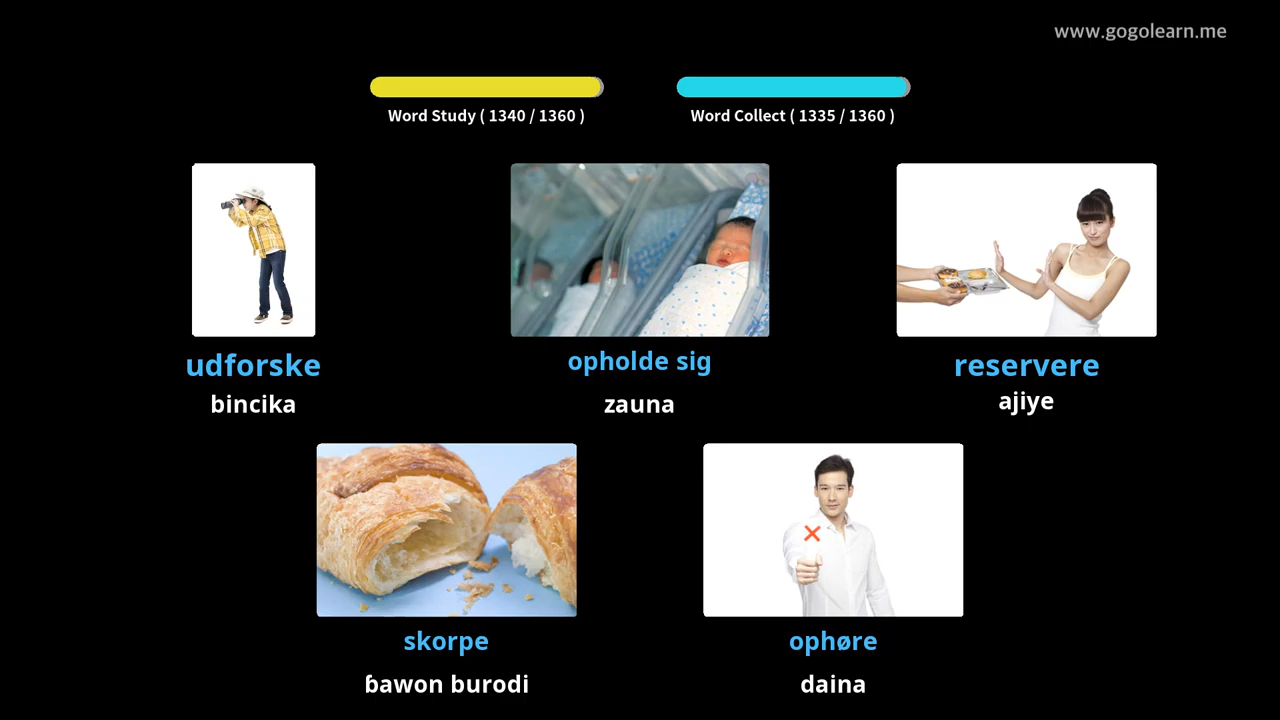 www.gogolearn.me
Word Study ( 1340 / 1360 )
Word Collect ( 1335 / 1360 )
udforske
bincika
opholde sig
zauna
reservere
ajiye
skorpe
ɓawon burodi
ophøre
daina